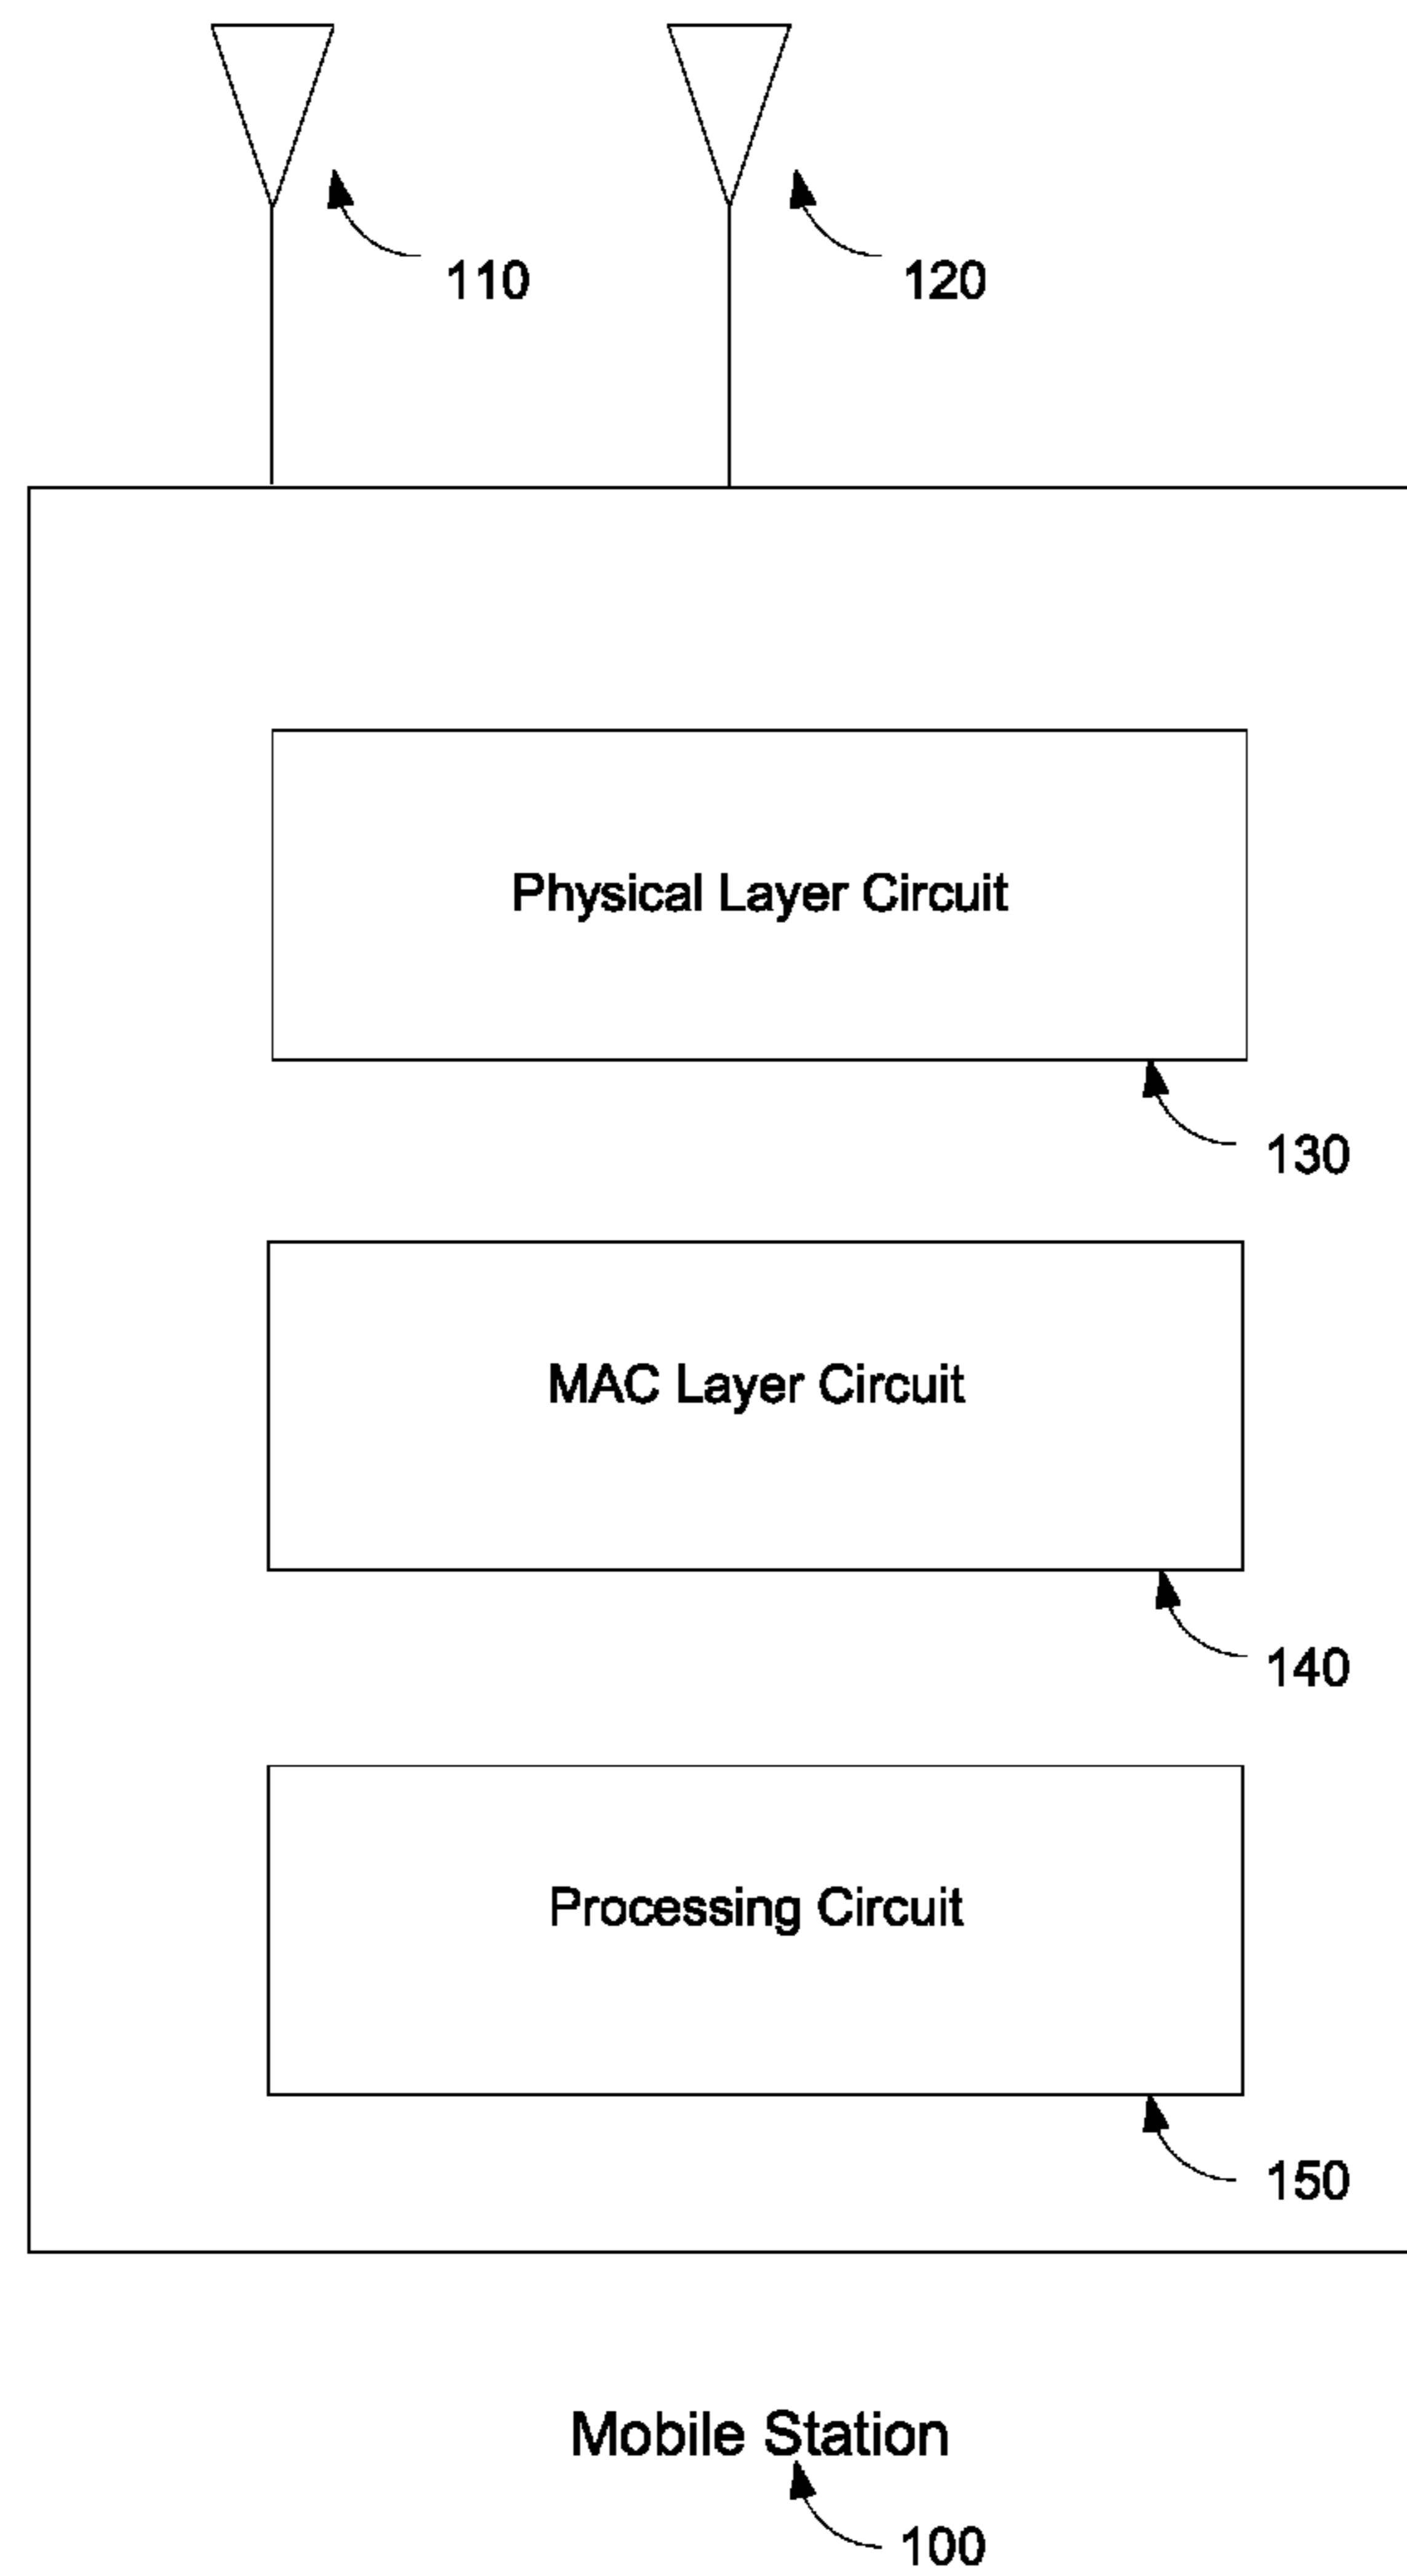 110
120
Physical Layer Circuit
130
MAC Layer Circuit
140
Processing Circuit
150
Mobile Station
100